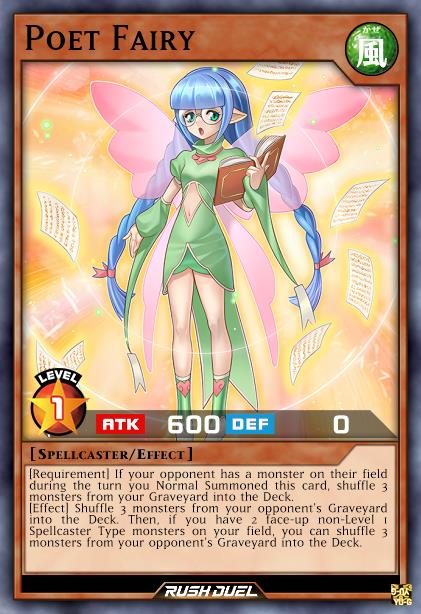 Poet Fairy
かぜ
風
LEVEL
1
ATK 600 DEF 0
[Spellcaster/Effect]
[Requirement] If your opponent has a monster on their field
during the turn you Normal Summoned this card, shuffle 3
monsters from your Graveyard into the Deck.
[Effect] Shuffle 3 monsters from your opponent's Graveyard
into the Deck. Then, if you have 2 face-up non-Level 1
Spellcaster Type monsters on your field, you can shuffle 3
monsters from your opponent's Graveyard into the Deck.
RUSH DUEL